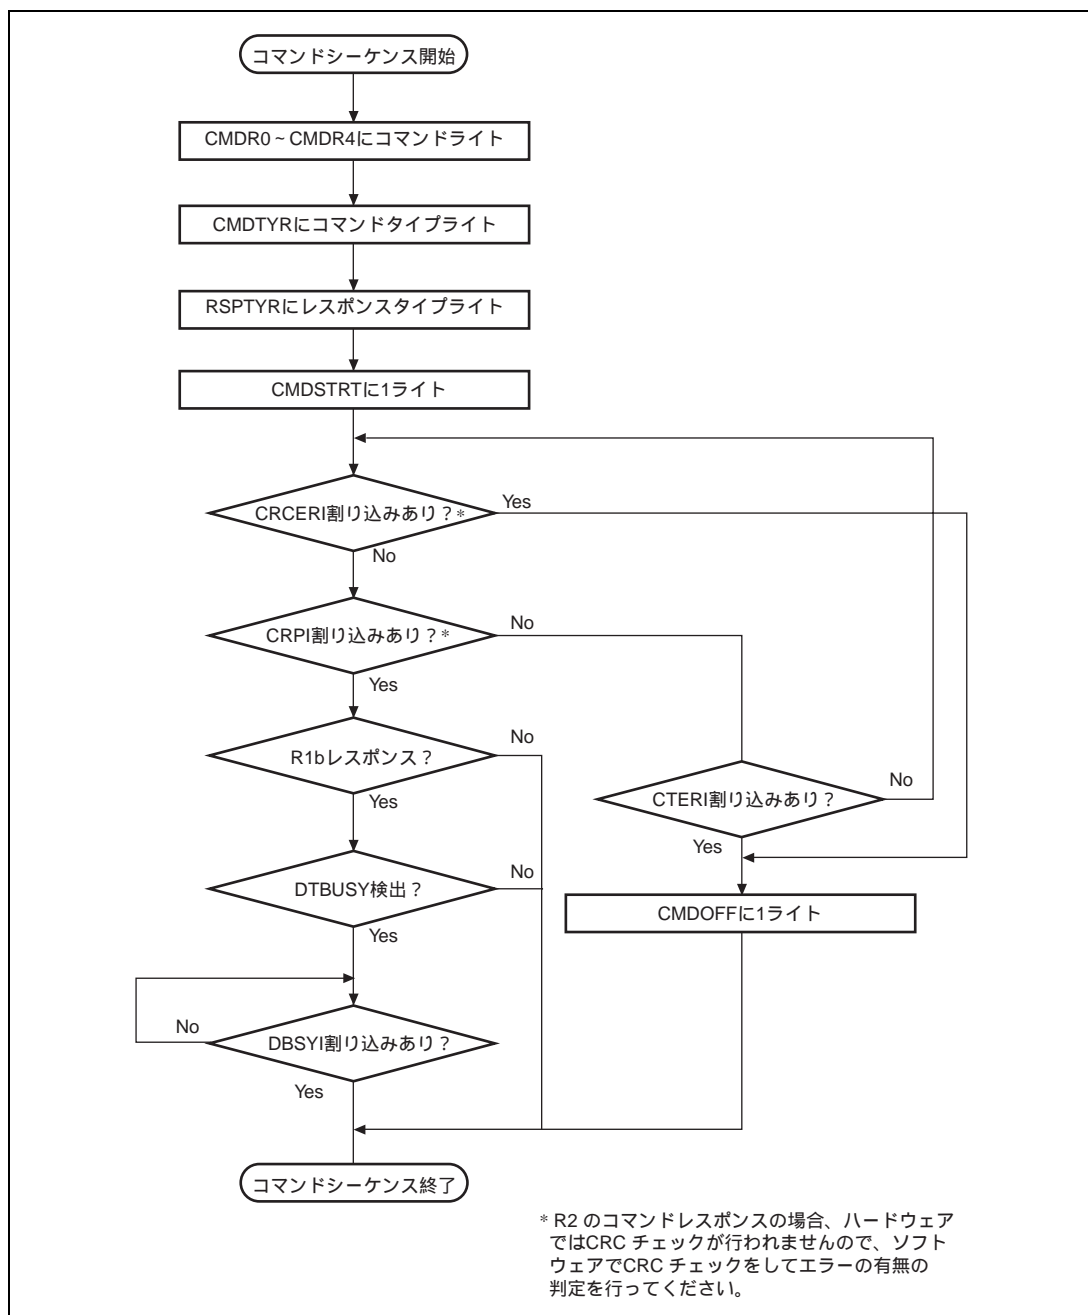 コマンドシーケンス開始
CMDR0~CMDR4にコマンドライト
CMDTYRにコマンドタイプライト
RSPTYRにレスポンスタイプライト
CMDSTRTに1ライト
CRCERI割り込みあり?*
Yes
No
CRPI割り込みあり?*
No
Yes
R1bレスポンス?
No
Yes
CTERI割り込みあり?
No
Yes
DTBUSY検出?
No
Yes
CMDOFFに1ライト
DBSYI割り込みあり?
No
Yes
コマンドシーケンス終了
* R2 のコマンドレスポンスの場合、ハードウェア
ではCRC チェックが行われませんので、ソフト
ウェアでCRC チェックをしてエラーの有無の
判定を行ってください。